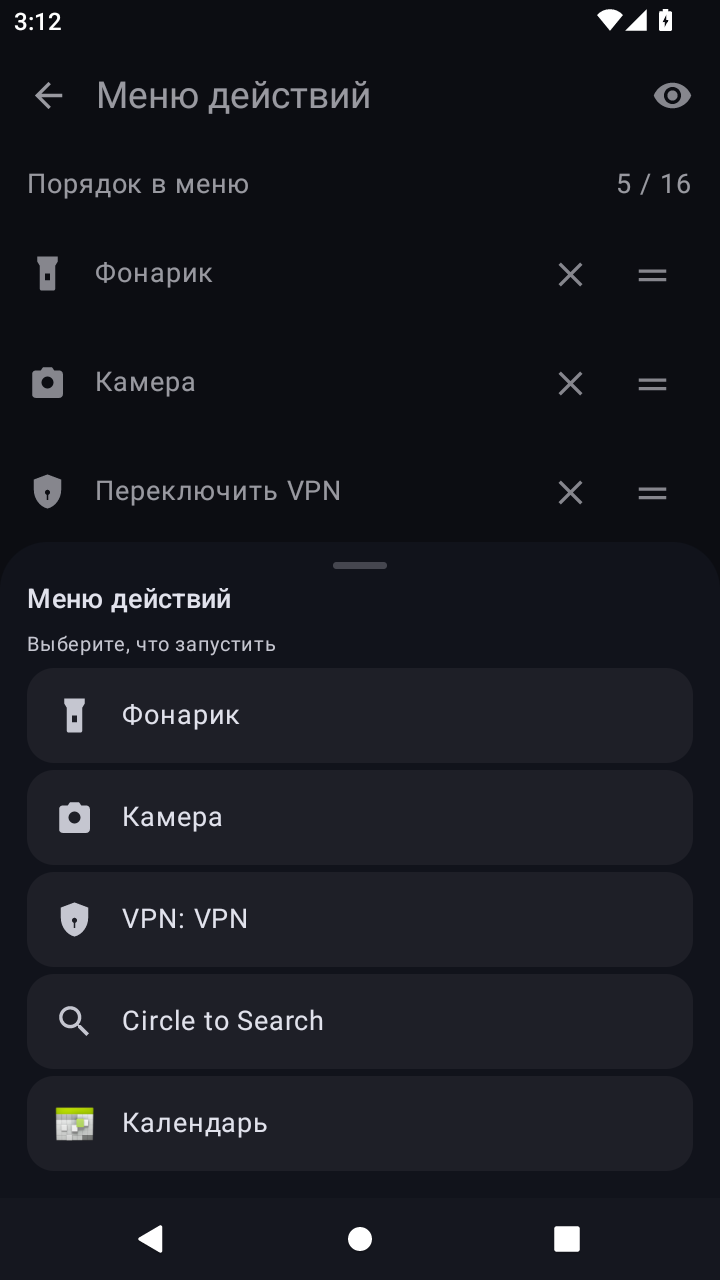 3:12
Меню действий
Порядок в меню 5 / 16
Фонарик
Камера
Переключить VPN
Меню действий
Выберите, что запустить
Фонарик
Камера
VPN: VPN
Circle to Search
Календарь